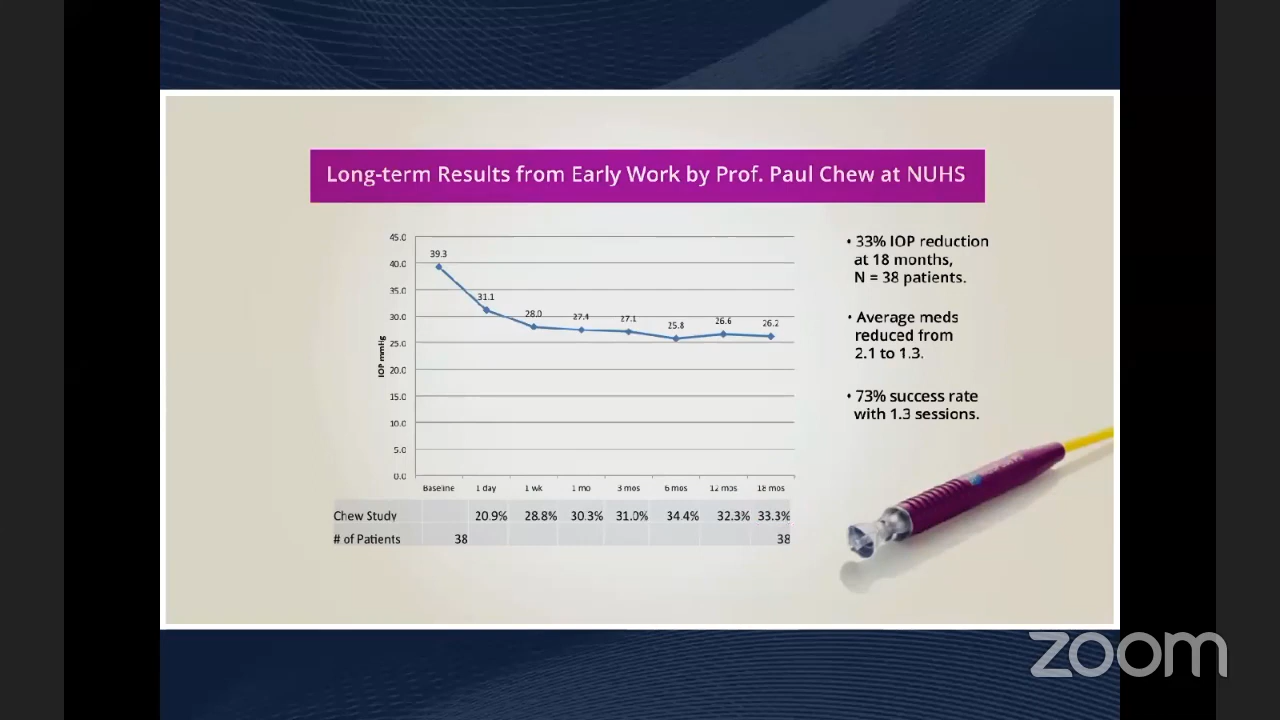 Long-term Results from Early Work by Prof. Paul Chew at NUHS
45.0
40.0
35.0
30.0
25.0
20.0
15.0
10.0
5.0
0.0
IOP mmHg
39.3
31.1
28.0
27.4
27.1
25.8
26.6
26.2
Baseline 1 day 1 wk 1 mo 3 mos 6 mos 12 mos 18 mos
Chew Study 20.9% 28.8% 30.3% 31.0% 34.4% 32.3% 33.3%
# of Patients 38 38
• 33% IOP reduction
at 18 months,
N = 38 patients.
• Average meds
reduced from
2.1 to 1.3.
• 73% success rate
with 1.3 sessions.
zoom